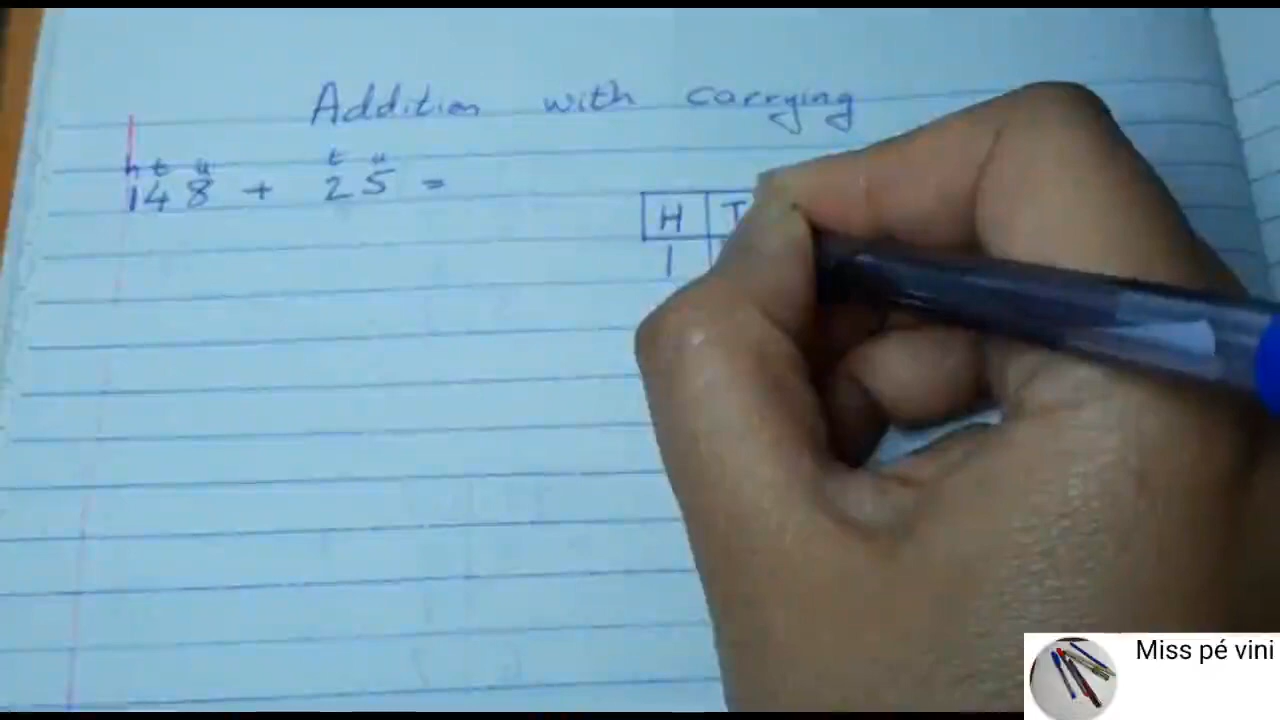 Addition with carrying
h t u t u
148 + 25 =
H T
1
Miss pé vini